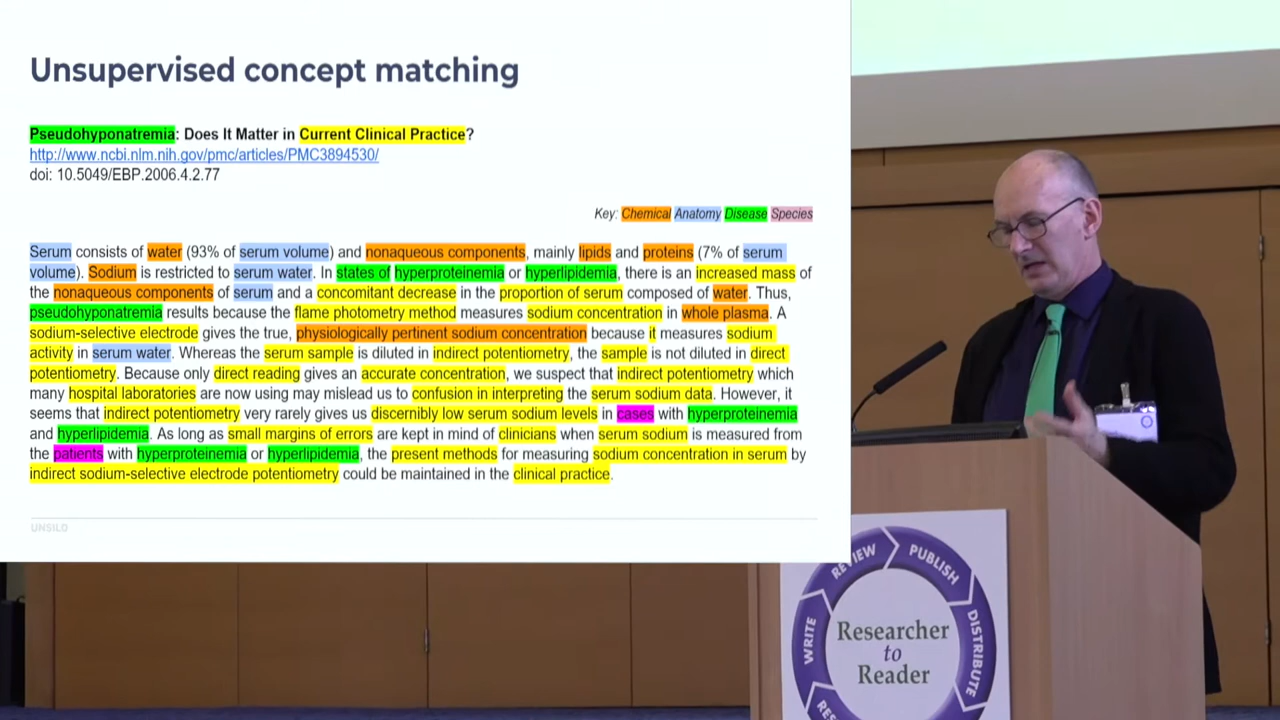 Unsupervised concept matching
Pseudohyponatremia: Does It Matter in Current Clinical Practice?
http://www.ncbi.nlm.nih.gov/pmc/articles/PMC3894530/
doi: 10.5049/EBP.2006.4.2.77
Key: Chemical Anatomy Disease Species
Serum consists of water (93% of serum volume) and nonaqueous components, mainly lipids and proteins (7% of serum
volume). Sodium is restricted to serum water. In states of hyperproteinemia or hyperlipidemia, there is an increased mass of
the nonaqueous components of serum and a concomitant decrease in the proportion of serum composed of water. Thus,
pseudohyponatremia results because the flame photometry method measures sodium concentration in whole plasma. A
sodium-selective electrode gives the true, physiologically pertinent sodium concentration because it measures sodium
activity in serum water. Whereas the serum sample is diluted in indirect potentiometry, the sample is not diluted in direct
potentiometry. Because only direct reading gives an accurate concentration, we suspect that indirect potentiometry which
many hospital laboratories are now using may mislead us to confusion in interpreting the serum sodium data. However, it
seems that indirect potentiometry very rarely gives us discernibly low serum sodium levels in cases with hyperproteinemia
and hyperlipidemia. As long as small margins of errors are kept in mind of clinicians when serum sodium is measured from
the patients with hyperproteinemia or hyperlipidemia, the present methods for measuring sodium concentration in serum by
indirect sodium-selective electrode potentiometry could be maintained in the clinical practice.
UNSILO
REVIEW
PUBLISH
DISTRIBUTE
WRITE
Researcher
to
Reader